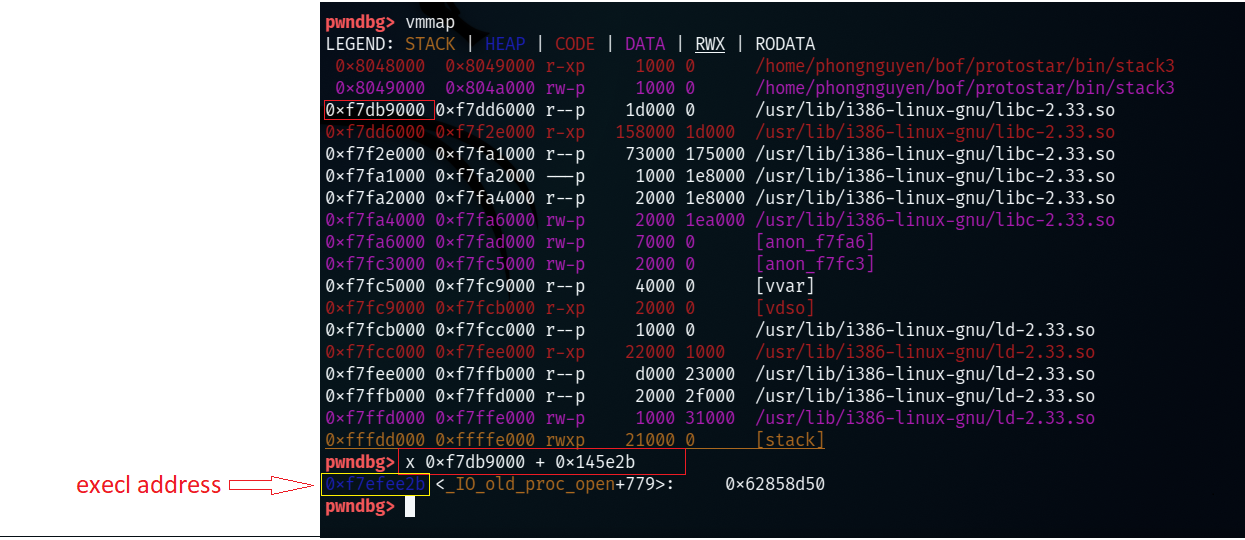 pwndbg> vmmap
LEGEND: STACK | HEAP | CODE | DATA | RWX | RODATA
0×8048000 0×8049000 r-xp 1000 0 /home/phongnguyen/bof/protostar/bin/stack3
0×8049000 0×804a000 rw-p 1000 0 /home/phongnguyen/bof/protostar/bin/stack3
0×f7db9000 0×f7dd6000 r--p 1d000 0 /usr/lib/i386-linux-gnu/libc-2.33.so
0×f7dd6000 0×f7f2e000 r-xp 158000 1d000 /usr/lib/i386-linux-gnu/libc-2.33.so
0×f7f2e000 0×f7fa1000 r--p 73000 175000 /usr/lib/i386-linux-gnu/libc-2.33.so
0×f7fa1000 0×f7fa2000 ---p 1000 1e8000 /usr/lib/i386-linux-gnu/libc-2.33.so
0×f7fa2000 0×f7fa4000 r--p 2000 1e8000 /usr/lib/i386-linux-gnu/libc-2.33.so
0×f7fa4000 0×f7fa6000 rw-p 2000 1ea000 /usr/lib/i386-linux-gnu/libc-2.33.so
0×f7fa6000 0×f7fad000 rw-p 7000 0 [anon_f7fa6]
0×f7fc3000 0×f7fc5000 rw-p 2000 0 [anon_f7fc3]
0×f7fc5000 0×f7fc9000 r--p 4000 0 [vvar]
0×f7fc9000 0×f7fcb000 r-xp 2000 0 [vdso]
0×f7fcb000 0×f7fcc000 r--p 1000 0 /usr/lib/i386-linux-gnu/ld-2.33.so
0×f7fcc000 0×f7fee000 r-xp 22000 1000 /usr/lib/i386-linux-gnu/ld-2.33.so
0×f7fee000 0×f7ffb000 r--p d000 23000 /usr/lib/i386-linux-gnu/ld-2.33.so
0×f7ffb000 0×f7ffd000 r--p 2000 2f000 /usr/lib/i386-linux-gnu/ld-2.33.so
0×f7ffd000 0×f7ffe000 rw-p 1000 31000 /usr/lib/i386-linux-gnu/ld-2.33.so
0×fffdd000 0×ffffe000 rwxp 21000 0 [stack]
pwndbg> x 0×f7db9000 + 0×145e2b
execl address 0×f7efee2b <_IO_old_proc_open+779>: 0×62858d50
pwndbg>